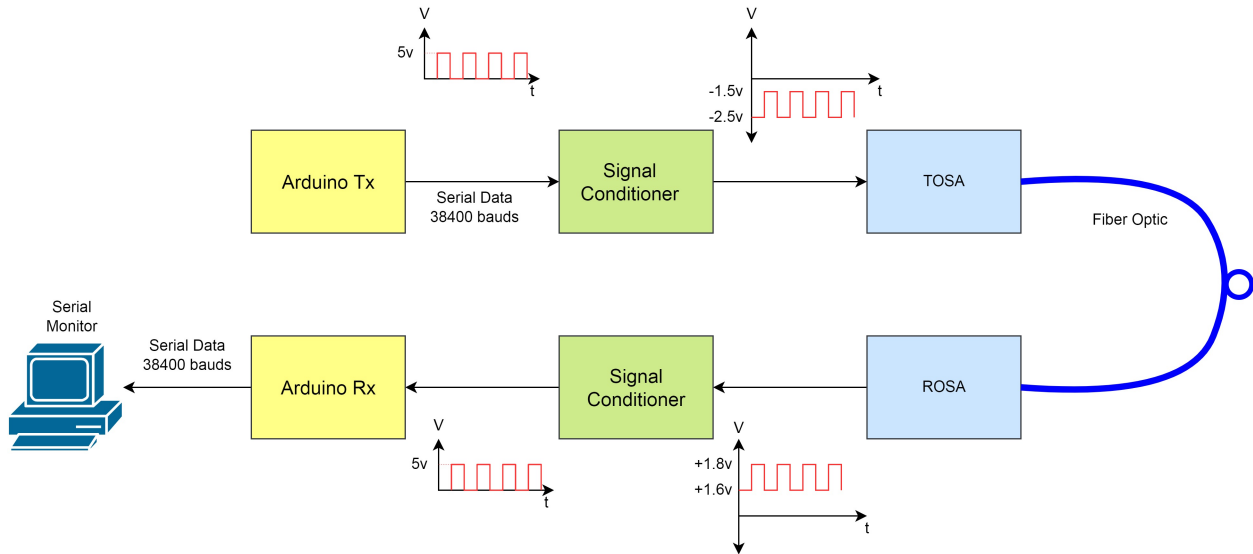 V
5v
t
V
-1.5v
-2.5v
t
Arduino Tx
Serial Data
38400 bauds
Signal
Conditioner
TOSA
Fiber Optic
Serial
Monitor
Serial Data
38400 bauds
Arduino Rx
Signal
Conditioner
ROSA
V
5v
t
V
+1.8v
+1.6v
t